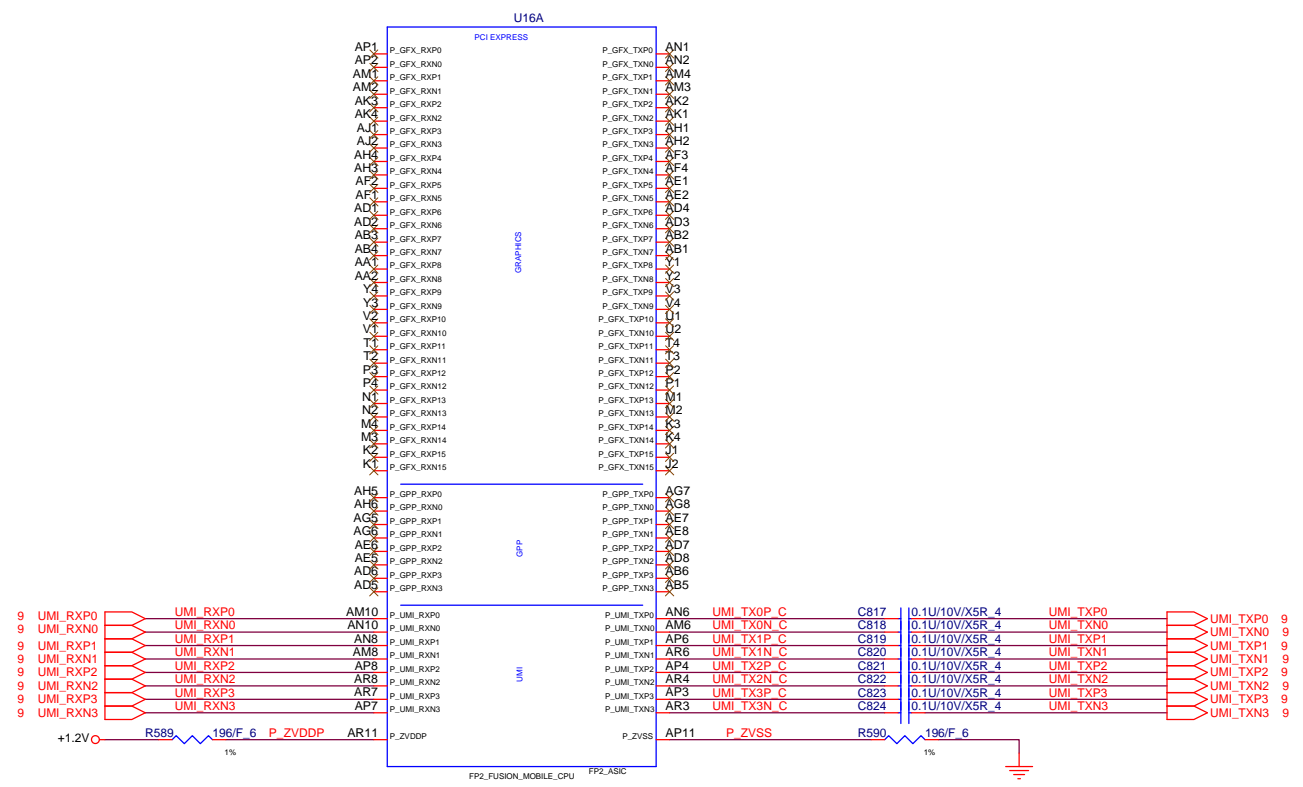 U16A
PCI EXPRESS
AP1 P_GFX_RXP0 P_GFX_TXP0 AN1
AP2 P_GFX_RXN0 P_GFX_TXN0 AN2
AM1 P_GFX_RXP1 P_GFX_TXP1 AM4
AM2 P_GFX_RXN1 P_GFX_TXN1 AM3
AK3 P_GFX_RXP2 P_GFX_TXP2 AK2
AK4 P_GFX_RXN2 P_GFX_TXN2 AK1
AJ1 P_GFX_RXP3 P_GFX_TXP3 AH1
AJ2 P_GFX_RXN3 P_GFX_TXN3 AH2
AH4 P_GFX_RXP4 P_GFX_TXP4 AF3
AH3 P_GFX_RXN4 P_GFX_TXN4 AF4
AF2 P_GFX_RXP5 P_GFX_TXP5 AE1
AF1 P_GFX_RXN5 P_GFX_TXN5 AE2
AD1 P_GFX_RXP6 P_GFX_TXP6 AD4
AD2 P_GFX_RXN6 P_GFX_TXN6 AD3
AB3 P_GFX_RXP7 P_GFX_TXP7 AB2
AB4 P_GFX_RXN7 P_GFX_TXN7 AB1
GRAPHICS
AA1 P_GFX_RXP8 P_GFX_TXP8 Y1
AA2 P_GFX_RXN8 P_GFX_TXN8 Y2
Y4 P_GFX_RXP9 P_GFX_TXP9 V3
Y3 P_GFX_RXN9 P_GFX_TXN9 V4
V2 P_GFX_RXP10 P_GFX_TXP10 U1
V1 P_GFX_RXN10 P_GFX_TXN10 U2
T1 P_GFX_RXP11 P_GFX_TXP11 T4
T2 P_GFX_RXN11 P_GFX_TXN11 T3
P3 P_GFX_RXP12 P_GFX_TXP12 P2
P4 P_GFX_RXN12 P_GFX_TXN12 P1
N1 P_GFX_RXP13 P_GFX_TXP13 M1
N2 P_GFX_RXN13 P_GFX_TXN13 M2
M4 P_GFX_RXP14 P_GFX_TXP14 K3
M3 P_GFX_RXN14 P_GFX_TXN14 K4
K2 P_GFX_RXP15 P_GFX_TXP15 J1
K1 P_GFX_RXN15 P_GFX_TXN15 J2
AH5 P_GPP_RXP0 P_GPP_TXP0 AG7
AH6 P_GPP_RXN0 P_GPP_TXN0 AG8
AG5 P_GPP_RXP1 P_GPP_TXP1 AE7
AG6 P_GPP_RXN1 P_GPP_TXN1 AE8
GPP
AE6 P_GPP_RXP2 P_GPP_TXP2 AD7
AE5 P_GPP_RXN2 P_GPP_TXN2 AD8
AD6 P_GPP_RXP3 P_GPP_TXP3 AB6
AD5 P_GPP_RXN3 P_GPP_TXN3 AB5
9 UMI_RXP0 UMI_RXP0 AM10 P_UMI_RXP0 P_UMI_TXP0 AN6 UMI_TX0P_C C817 0.1U/10V/X5R_4 UMI_TXP0 UMI_TXP0 9
9 UMI_RXN0 UMI_RXN0 AN10 P_UMI_RXN0 P_UMI_TXN0 AM6 UMI_TX0N_C C818 0.1U/10V/X5R_4 UMI_TXN0 UMI_TXN0 9
9 UMI_RXP1 UMI_RXP1 AN8 P_UMI_RXP1 P_UMI_TXP1 AP6 UMI_TX1P_C C819 0.1U/10V/X5R_4 UMI_TXP1 UMI_TXP1 9
9 UMI_RXN1 UMI_RXN1 AM8 P_UMI_RXN1 P_UMI_TXN1 AR6 UMI_TX1N_C C820 0.1U/10V/X5R_4 UMI_TXN1 UMI_TXN1 9
UMI
9 UMI_RXP2 UMI_RXP2 AP8 P_UMI_RXP2 P_UMI_TXP2 AP4 UMI_TX2P_C C821 0.1U/10V/X5R_4 UMI_TXP2 UMI_TXP2 9
9 UMI_RXN2 UMI_RXN2 AR8 P_UMI_RXN2 P_UMI_TXN2 AR4 UMI_TX2N_C C822 0.1U/10V/X5R_4 UMI_TXN2 UMI_TXN2 9
9 UMI_RXP3 UMI_RXP3 AR7 P_UMI_RXP3 P_UMI_TXP3 AP3 UMI_TX3P_C C823 0.1U/10V/X5R_4 UMI_TXP3 UMI_TXP3 9
9 UMI_RXN3 UMI_RXN3 AP7 P_UMI_RXN3 P_UMI_TXN3 AR3 UMI_TX3N_C C824 0.1U/10V/X5R_4 UMI_TXN3 UMI_TXN3 9
+1.2V R589 196/F_6 P_ZVDDP AR11 P_ZVDDP P_ZVSS AP11 P_ZVSS R590 196/F_6
1% 1%
FP2_FUSION_MOBILE_CPU FP2_ASIC